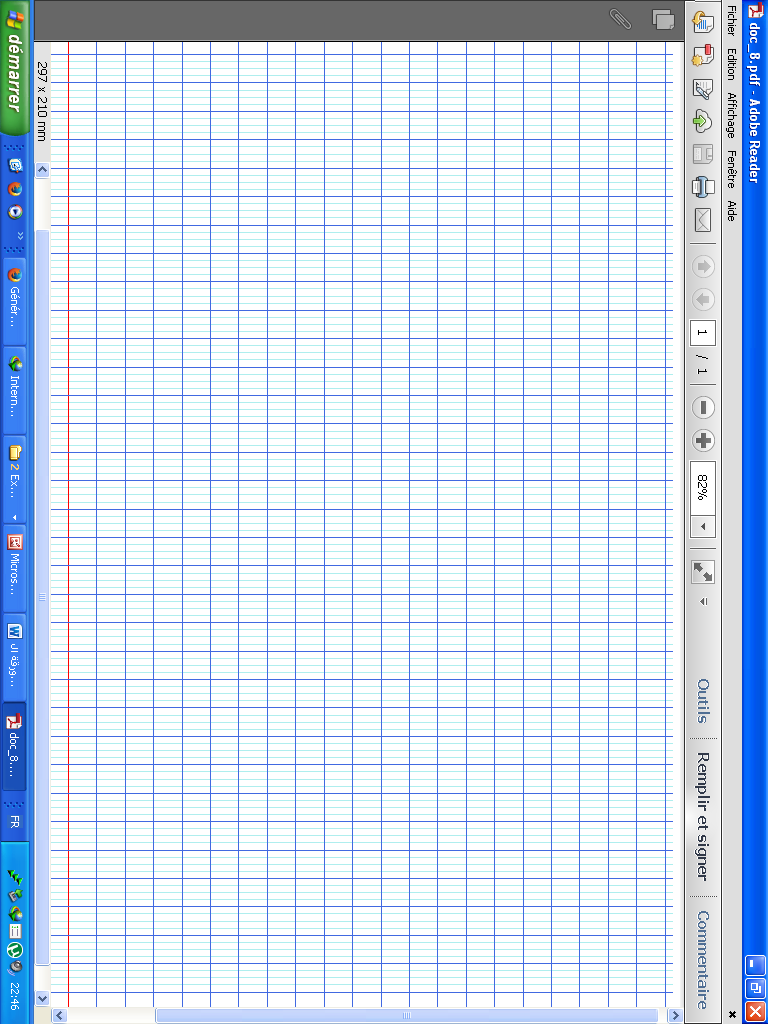 doc_8.pdf - Adobe Reader
Fichier Edition Affichage Fenêtre Aide
1 / 1 82% Outils Remplir et signer Commentaire
297 x 210 mm
démarrer Génér... Intern... 2 Ex... Micros... doc_8.... FR 22:46